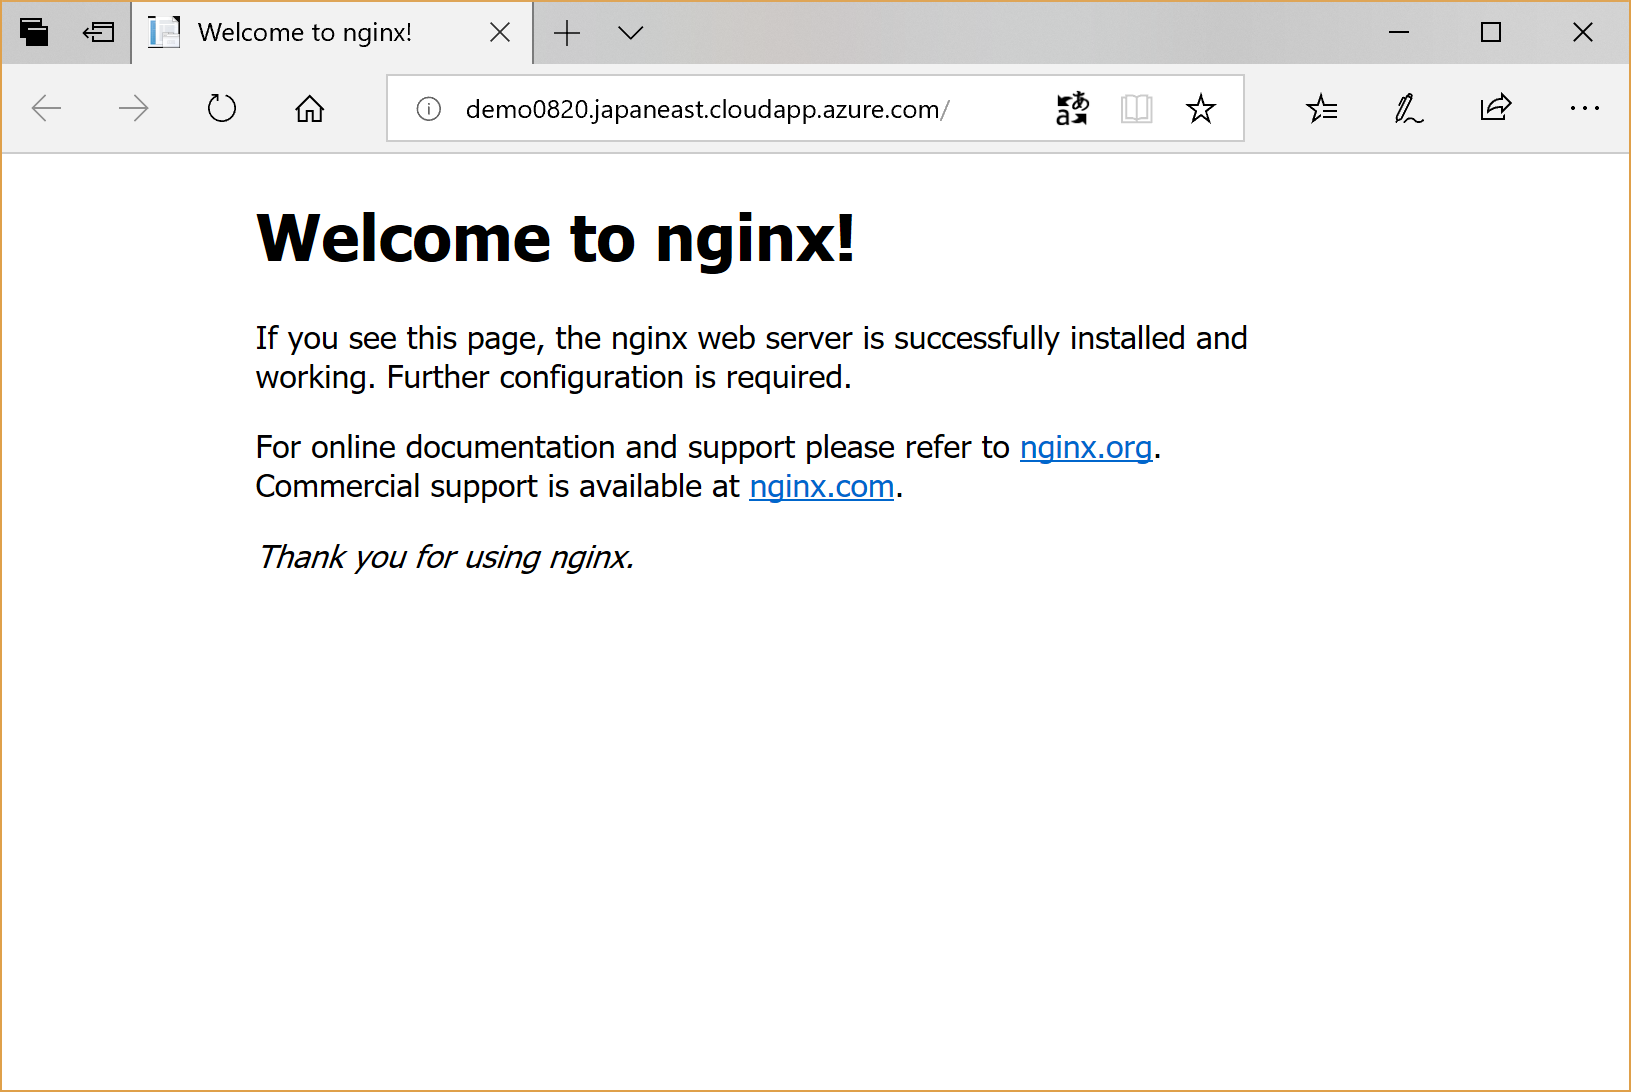 Welcome to nginx!
demo0820.japaneast.cloudapp.azure.com/
Welcome to nginx!
If you see this page, the nginx web server is successfully installed and
working. Further configuration is required.
For online documentation and support please refer to nginx.org.
Commercial support is available at nginx.com.
Thank you for using nginx.